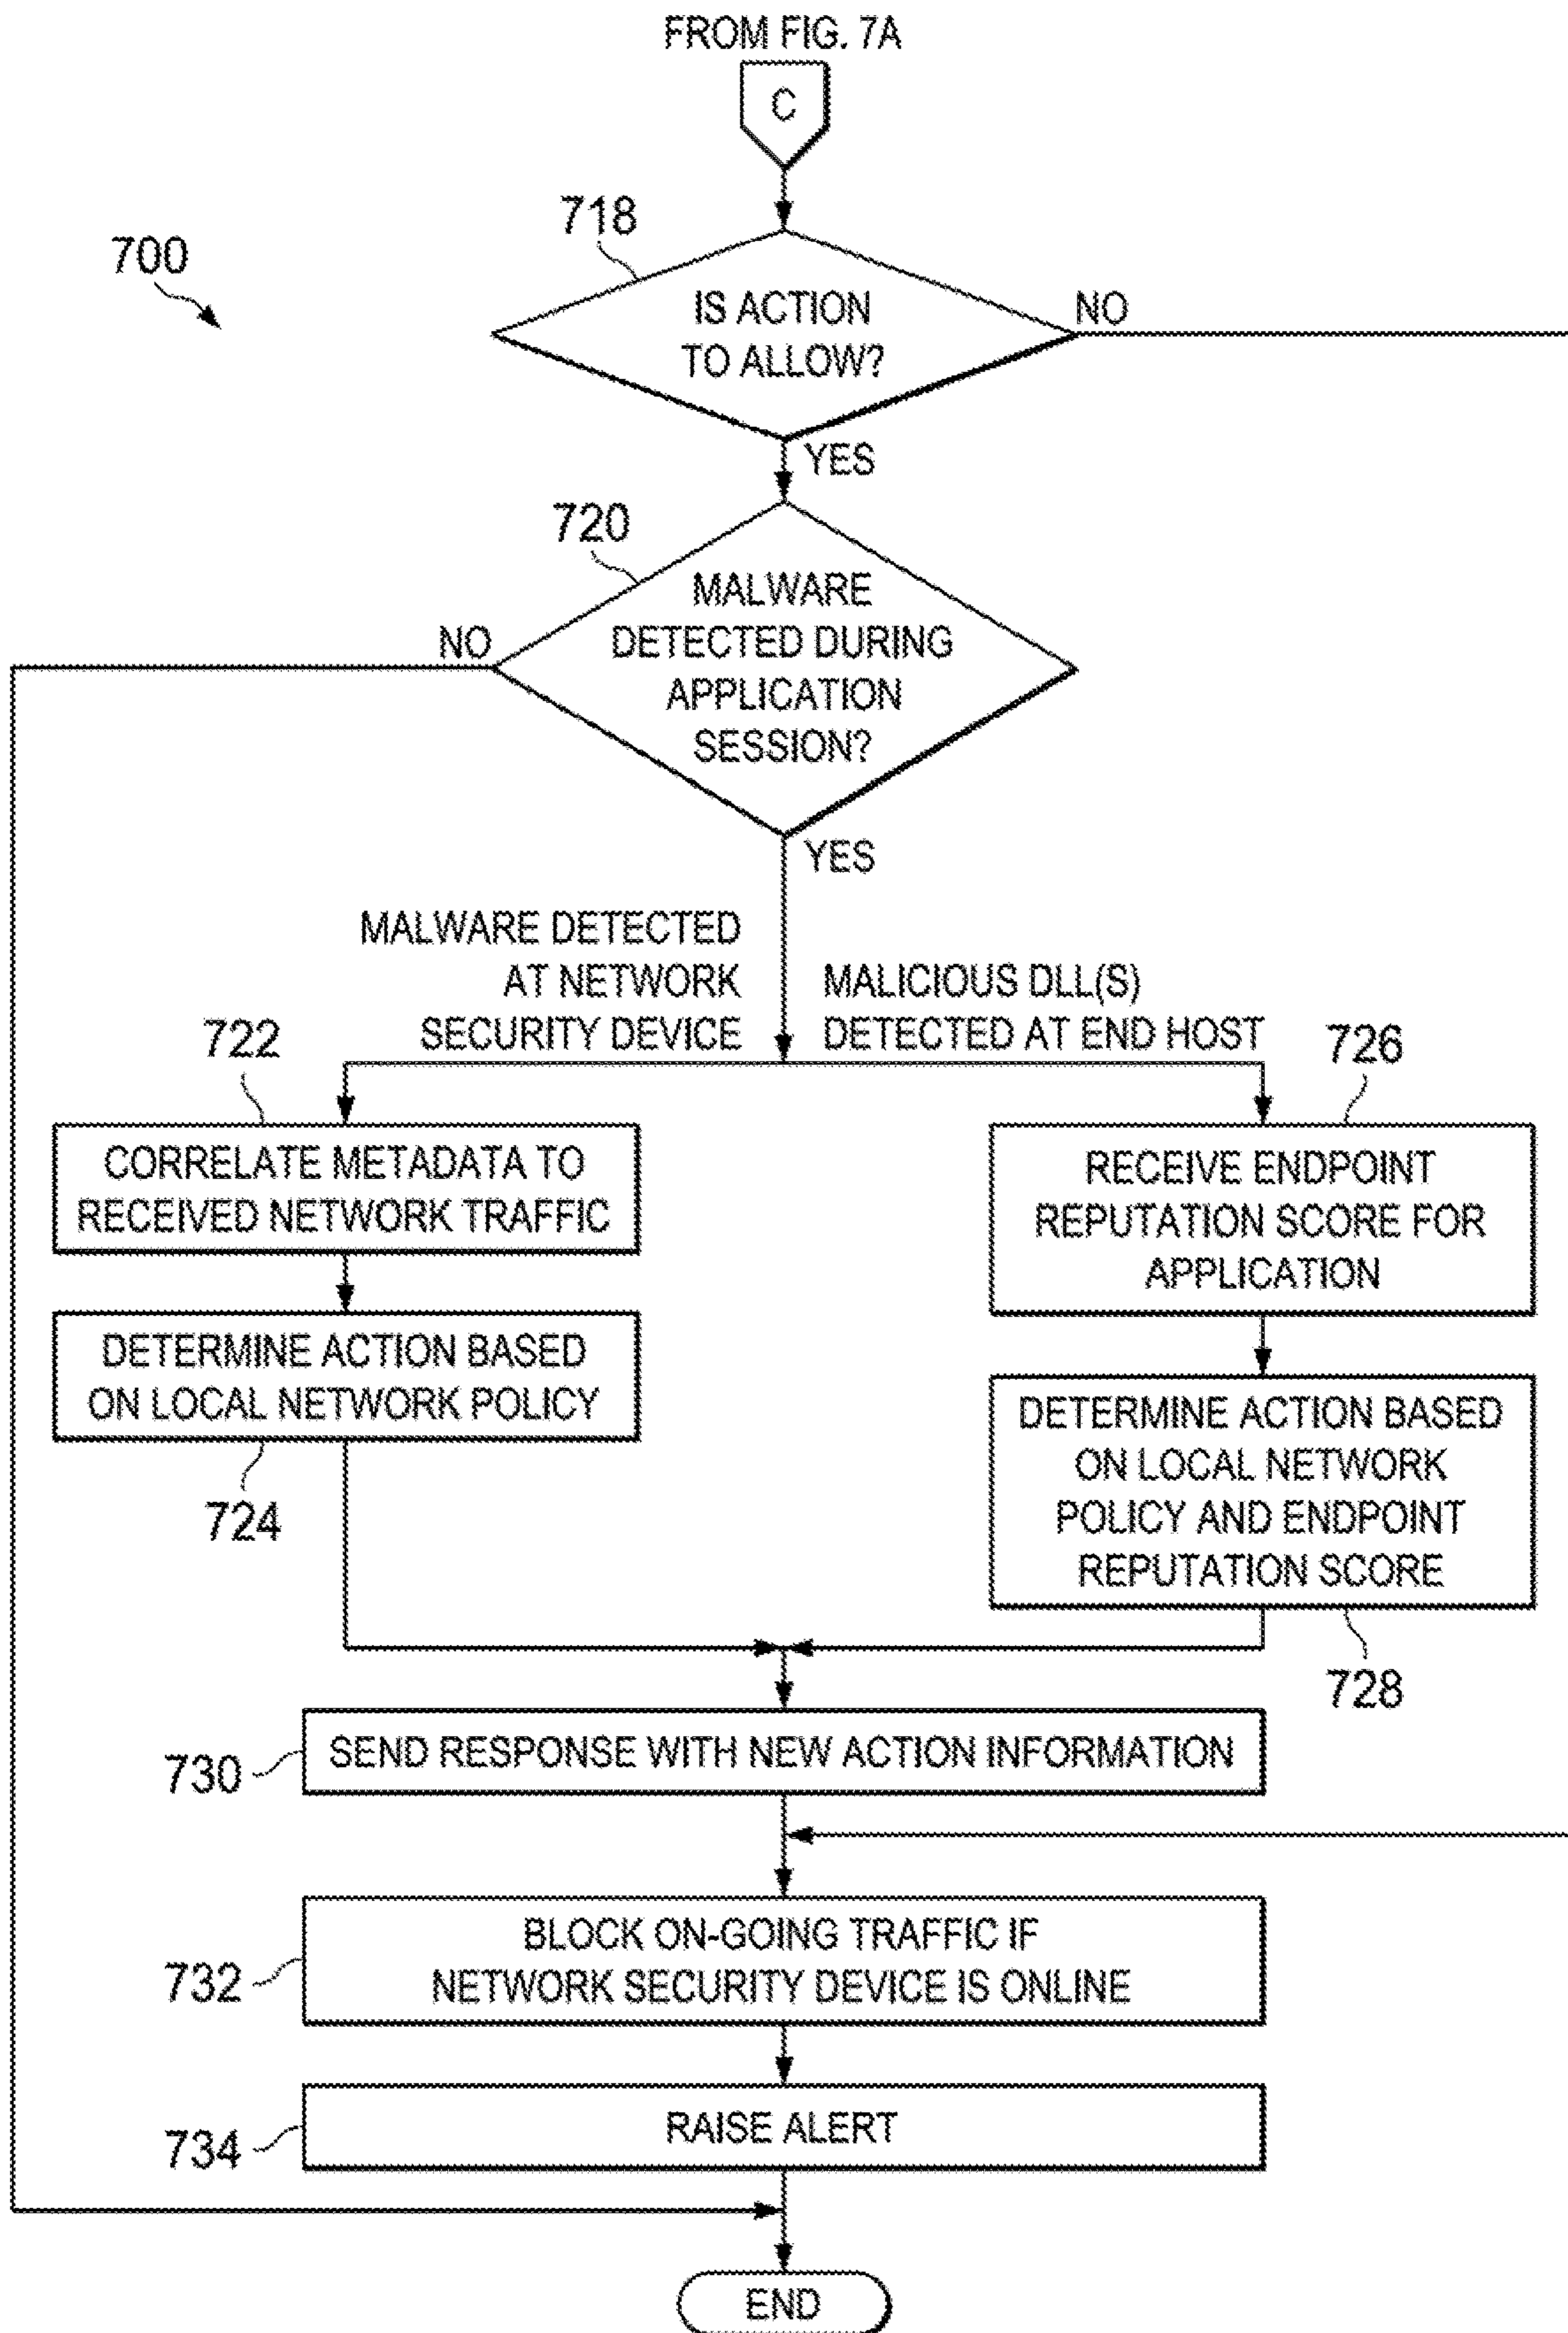 FROM FIG. 7A
C
700
718
IS ACTION
TO ALLOW?
NO
YES
720
MALWARE
DETECTED DURING
APPLICATION
SESSION?
NO
YES
MALWARE DETECTED
AT NETWORK
SECURITY DEVICE
MALICIOUS DLL(S)
DETECTED AT END HOST
722
CORRELATE METADATA TO
RECEIVED NETWORK TRAFFIC
DETERMINE ACTION BASED
ON LOCAL NETWORK POLICY
724
726
RECEIVE ENDPOINT
REPUTATION SCORE FOR
APPLICATION
DETERMINE ACTION BASED
ON LOCAL NETWORK
POLICY AND ENDPOINT
REPUTATION SCORE
728
730
SEND RESPONSE WITH NEW ACTION INFORMATION
732
BLOCK ON-GOING TRAFFIC IF
NETWORK SECURITY DEVICE IS ONLINE
734
RAISE ALERT
END